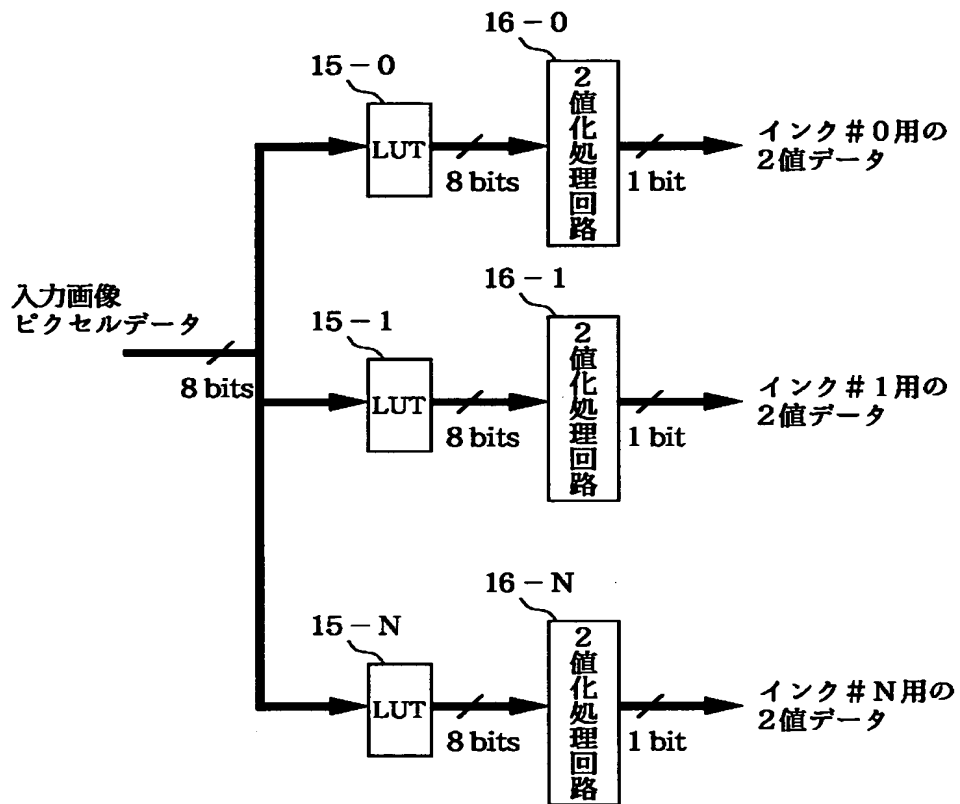 16-0
15-0
2値化処理回路
LUT
8 bits
1 bit
インク#0用の
2値データ
入力画像
ピクセルデータ
8 bits
16-1
15-1
2値化処理回路
LUT
8 bits
1 bit
インク#1用の
2値データ
16-N
15-N
2値化処理回路
LUT
8 bits
1 bit
インク#N用の
2値データ